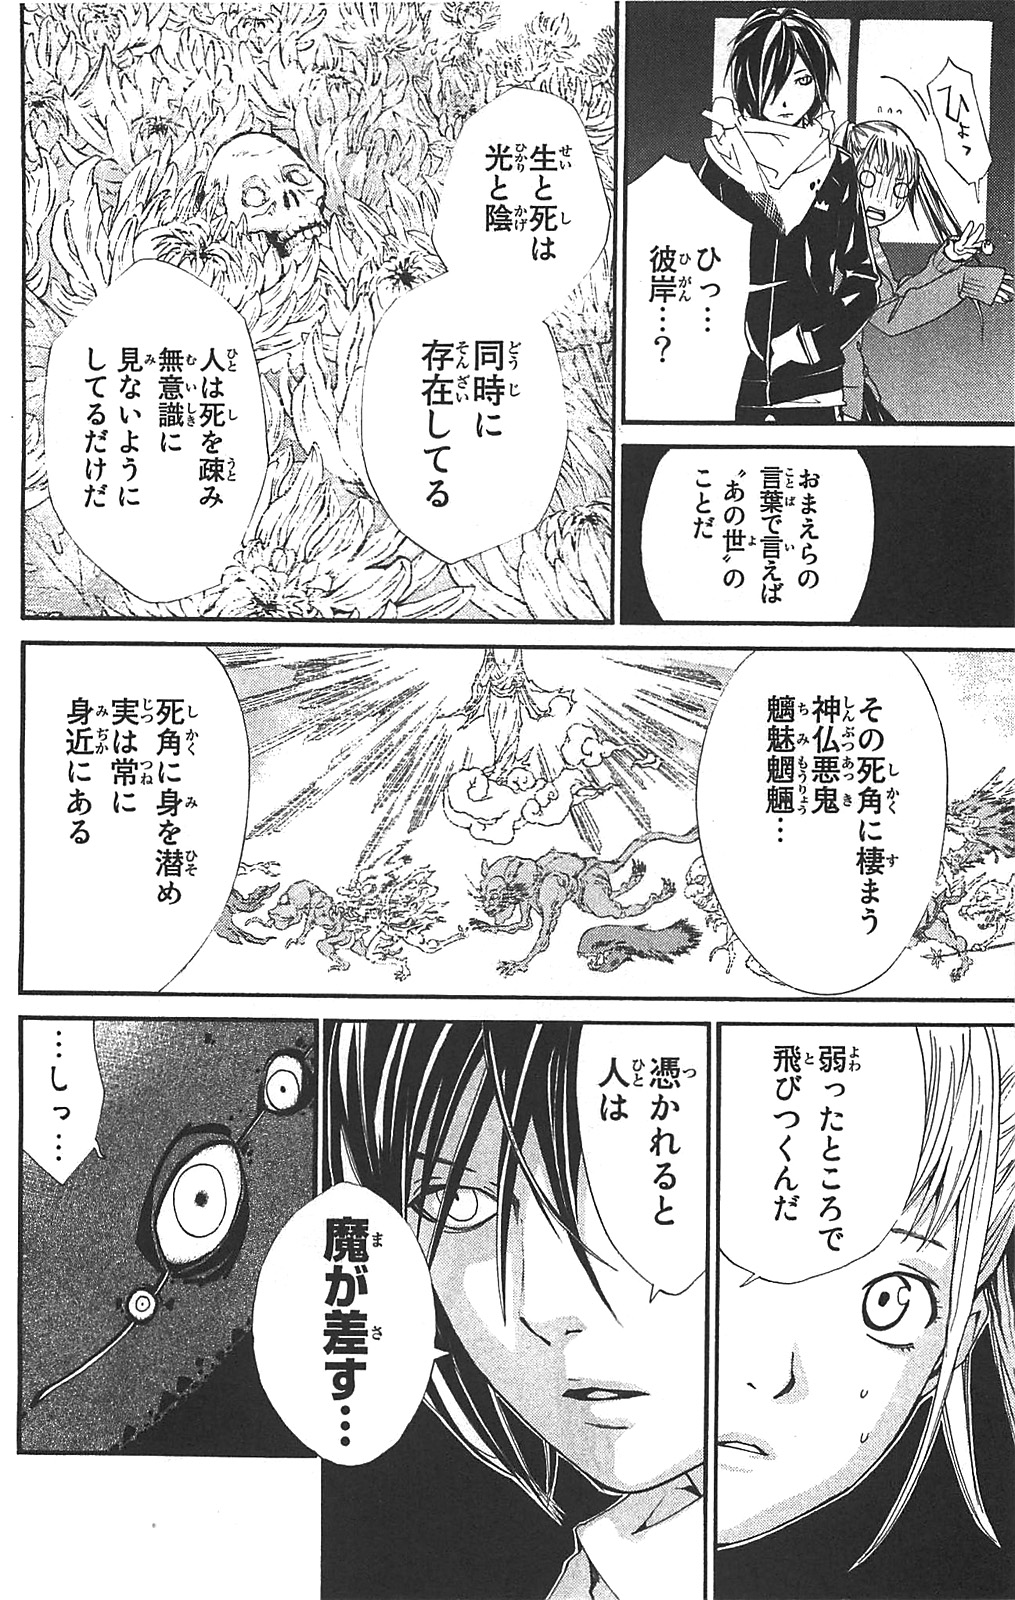 ひょっ
ひっ…
彼岸…?
おまえらの
言葉で言えば
〝あの世〟の
ことだ
生と死は
光と陰
同時に
存在してる
人は死を疎み
無意識に
見ないように
してるだけだ
その死角に棲まう
神仏悪鬼
魑魅魍魎…
死角に身を潜め
実は常に
身近にある
弱ったところで
飛びつくんだ
憑かれると
人は
魔が差す…
…しっ…